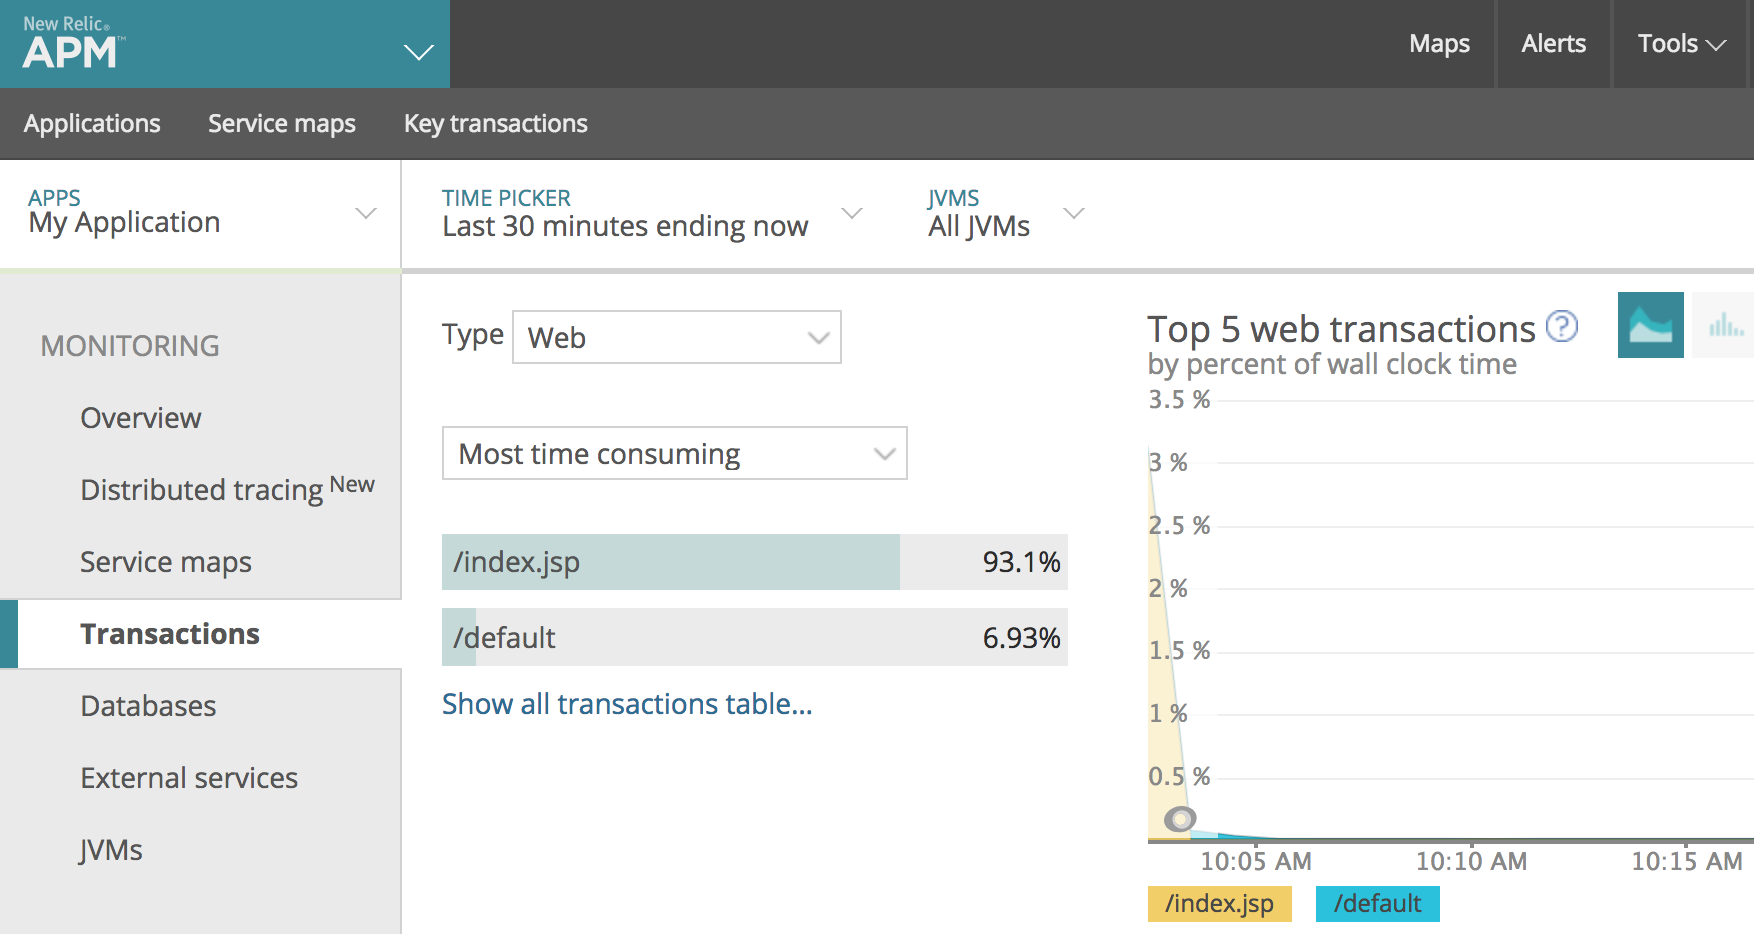 New Relic®
APM™
Maps
Alerts
Tools
Applications
Service maps
Key transactions
APPS
My Application
TIME PICKER
Last 30 minutes ending now
JVMS
All JVMs
MONITORING
Overview
Distributed tracing New
Service maps
Transactions
Databases
External services
JVMs
Type
Web
Most time consuming
/index.jsp 93.1%
/default 6.93%
Show all transactions table...
Top 5 web transactions ?
by percent of wall clock time
3.5 %
3 %
2.5 %
2 %
1.5 %
1 %
0.5 %
10:05 AM 10:10 AM 10:15 AM
/index.jsp /default